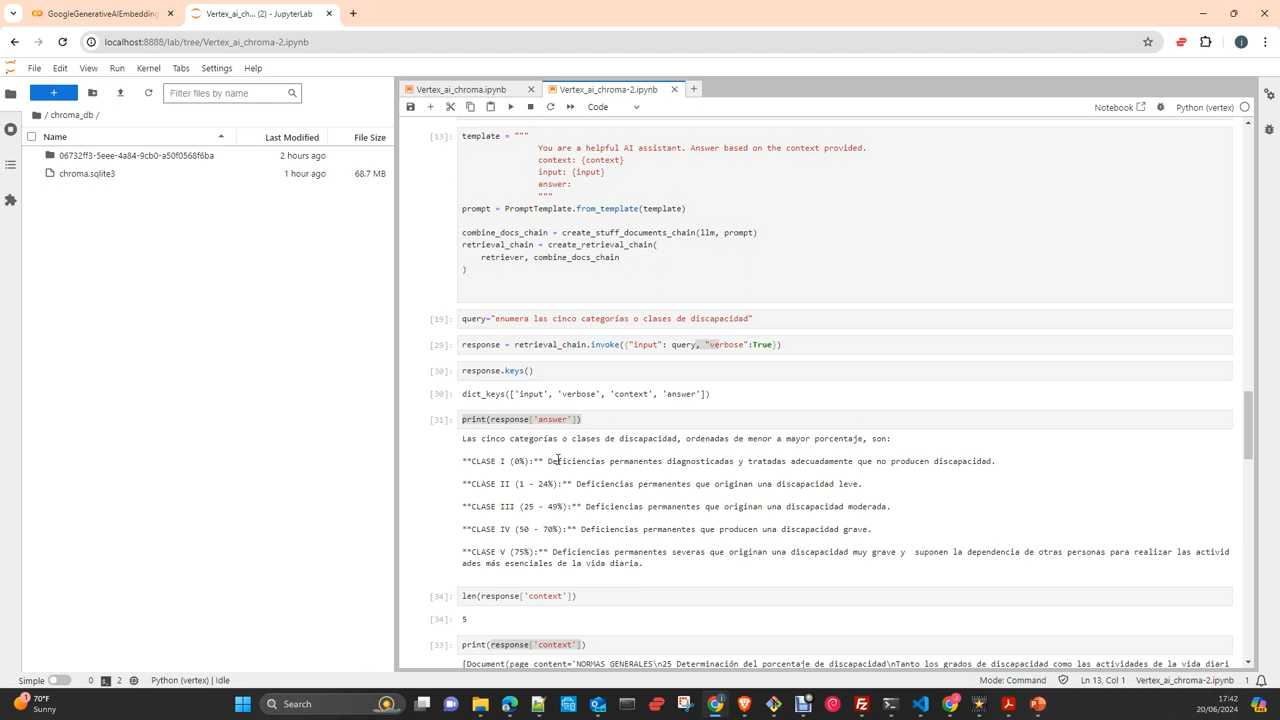 GoogleGenerativeAIEmbedding
Vertex_ai_ch... (2) - JupyterLab
localhost:8888/lab/tree/Vertex_ai_chroma-2.ipynb
File Edit View Run Kernel Tabs Settings Help
Filter files by name
/ chroma_db /
Name Last Modified File Size
06732ff3-5eee-4a84-9cb0-a50f0568f6ba 2 hours ago
chroma.sqlite3 1 hour ago 68.7 MB
Vertex_ai_chroma.ipynb
Vertex_ai_chroma-2.ipynb
Code
Notebook
Python (vertex)
[13]: template = """
You are a helpful AI assistant. Answer based on the context provided.
context: {context}
input: {input}
answer:
"""
prompt = PromptTemplate.from_template(template)
combine_docs_chain = create_stuff_documents_chain(llm, prompt)
retrieval_chain = create_retrieval_chain(
retriever, combine_docs_chain
)
[19]: query="enumera las cinco categorías o clases de discapacidad"
[29]: response = retrieval_chain.invoke({"input": query, "verbose":True})
[30]: response.keys()
[30]: dict_keys(['input', 'verbose', 'context', 'answer'])
[31]: print(response['answer'])
Las cinco categorías o clases de discapacidad, ordenadas de menor a mayor porcentaje, son:
**CLASE I (0%):** Deficiencias permanentes diagnosticadas y tratadas adecuadamente que no producen discapacidad.
**CLASE II (1 - 24%):** Deficiencias permanentes que originan una discapacidad leve.
**CLASE III (25 - 49%):** Deficiencias permanentes que originan una discapacidad moderada.
**CLASE IV (50 - 70%):** Deficiencias permanentes que producen una discapacidad grave.
**CLASE V (75%):** Deficiencias permanentes severas que originan una discapacidad muy grave y  suponen la dependencia de otras personas para realizar las activid
ades más esenciales de la vida diaria.
[34]: len(response['context'])
[34]: 5
[33]: print(response['context'])
[Document(page_content='NORMAS GENERALES\n25 Determinación del porcentaje de discapacidad\nTanto los grados de discapacidad como las actividades de la vida diari
Simple 0 2 Python (vertex) | Idle Mode: Command Ln 13, Col 1 Vertex_ai_chroma-2.ipynb 1
70°F
Sunny
Search
17:42
20/06/2024